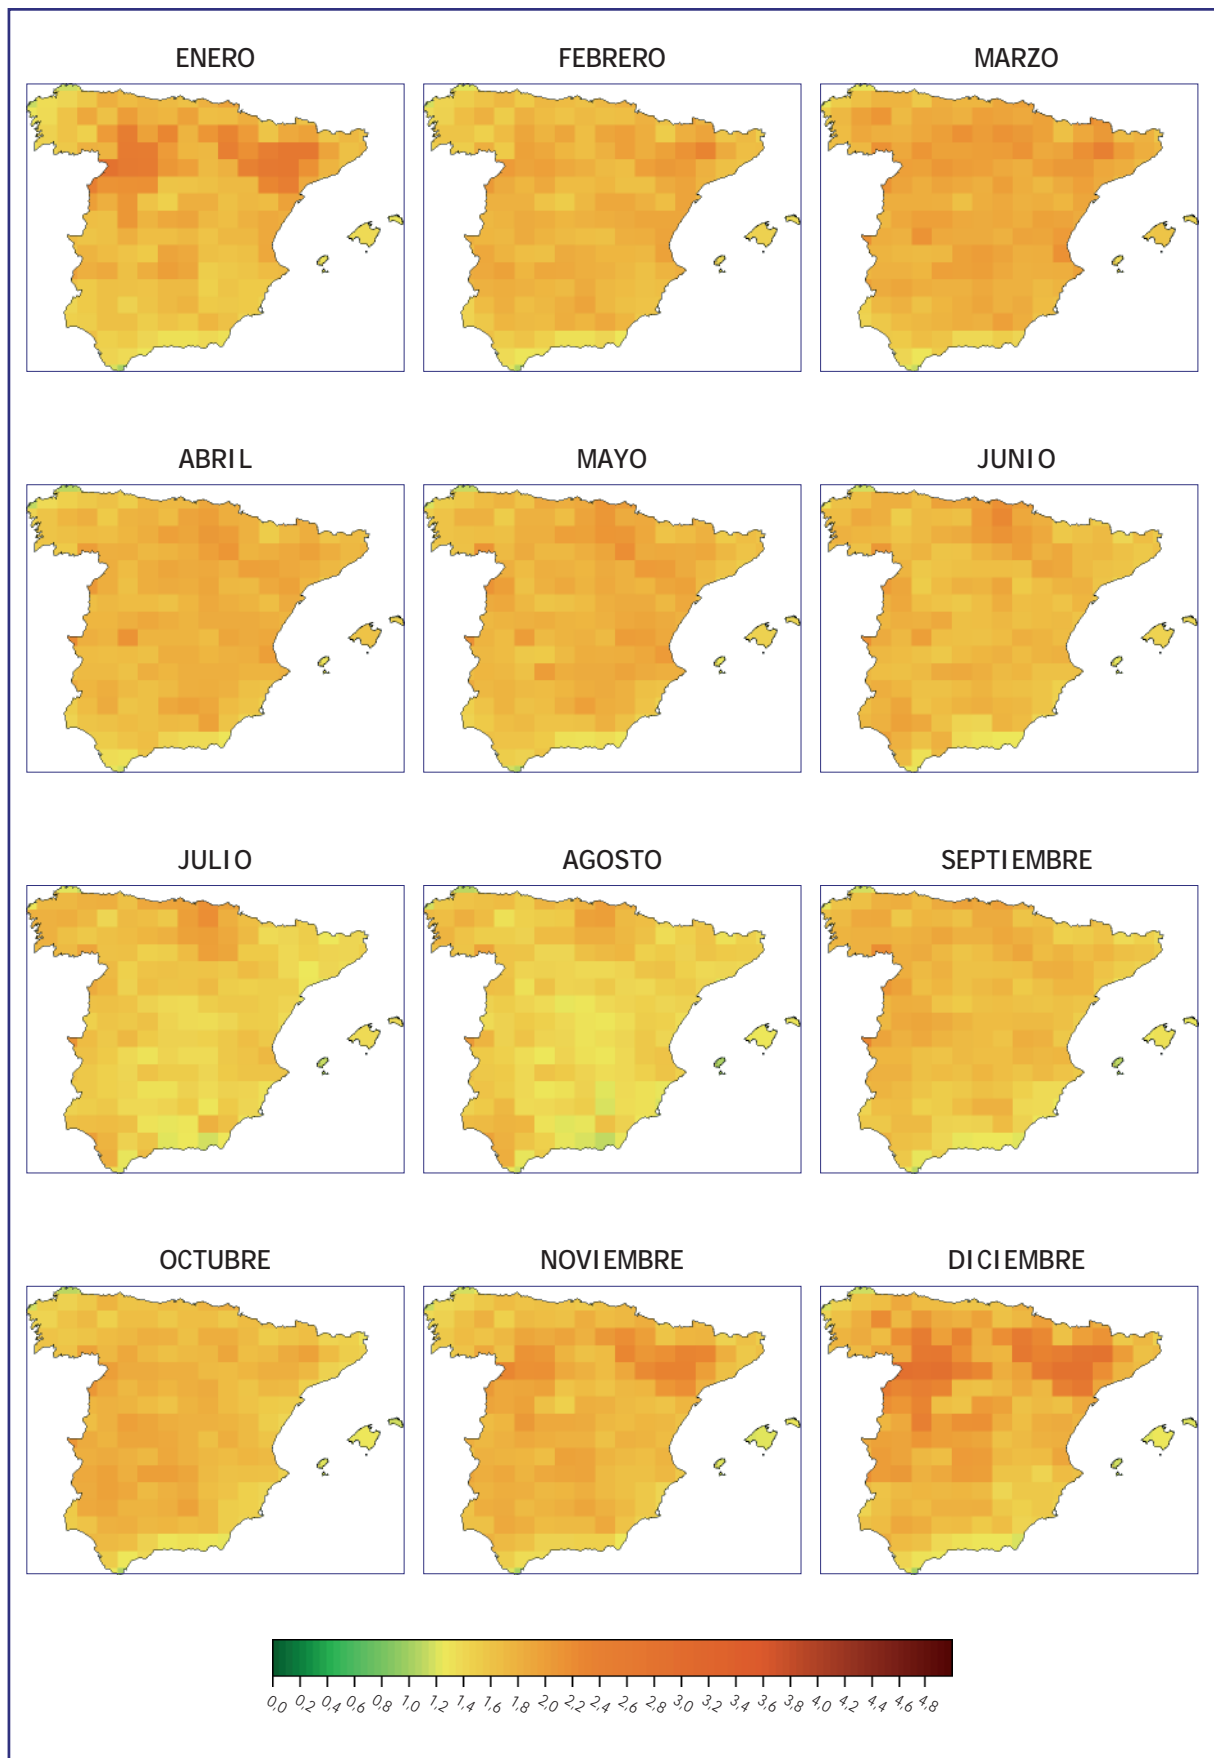 ENERO FEBRERO MARZO
ABRIL MAYO JUNIO
JULIO AGOSTO SEPTIEMBRE
OCTUBRE NOVIEMBRE DICIEMBRE
0,0 0,2 0,4 0,6 0,8 1,0 1,2 1,4 1,6 1,8 2,0 2,2 2,4 2,6 2,8 3,0 3,2 3,4 3,6 3,8 4,0 4,2 4,4 4,6 4,8